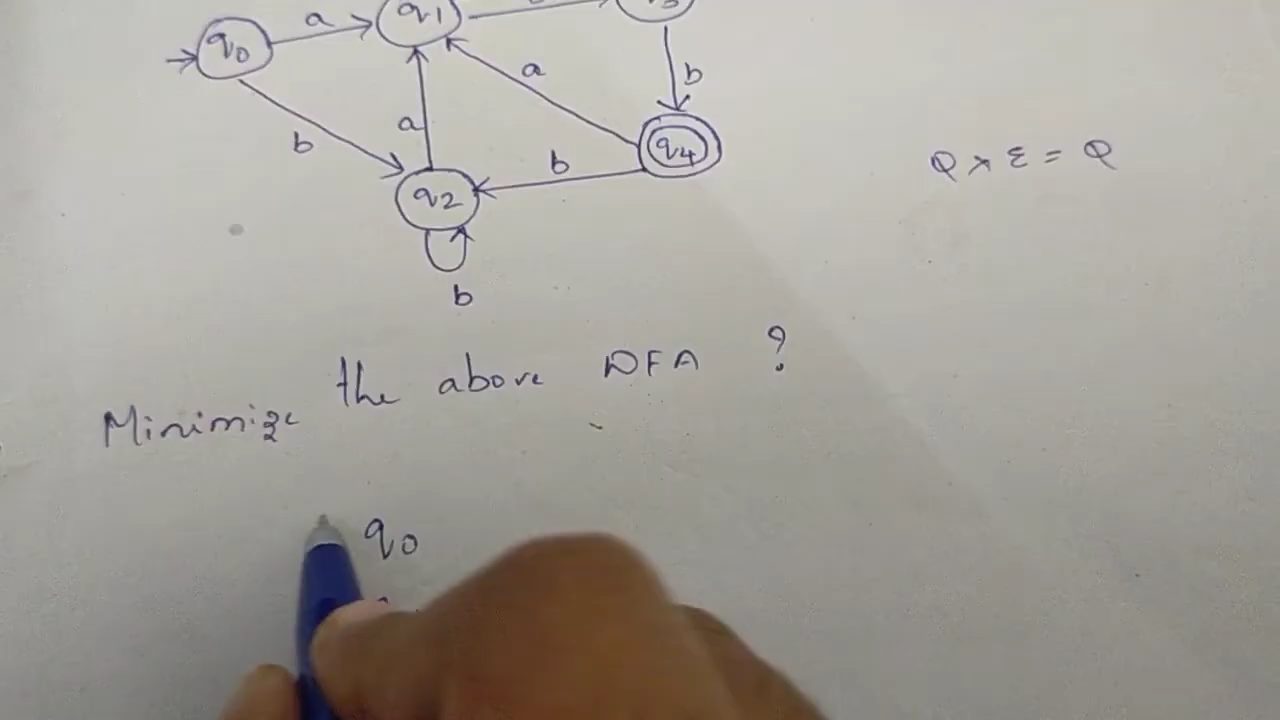 q0 a q1 q3
b a a b
q2 b q4
b
Q x Σ = Q
Minimize the above DFA ?
q0